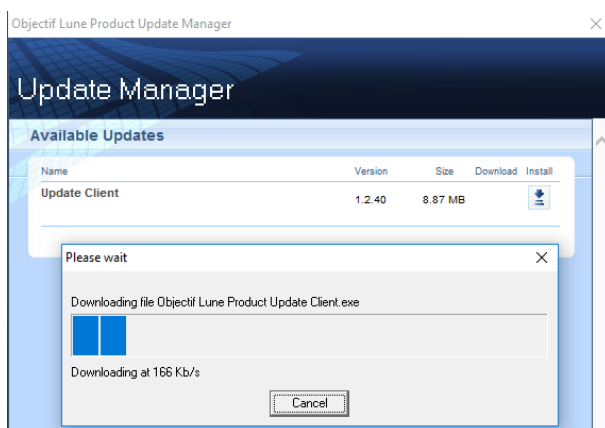 Objectif Lune Product Update Manager
Update Manager
Available Updates
Name Version Size Download Install
Update Client 1.2.40 8.87 MB
Please wait
Downloading file Objectif Lune Product Update Client.exe
Downloading at 166 Kb/s
Cancel